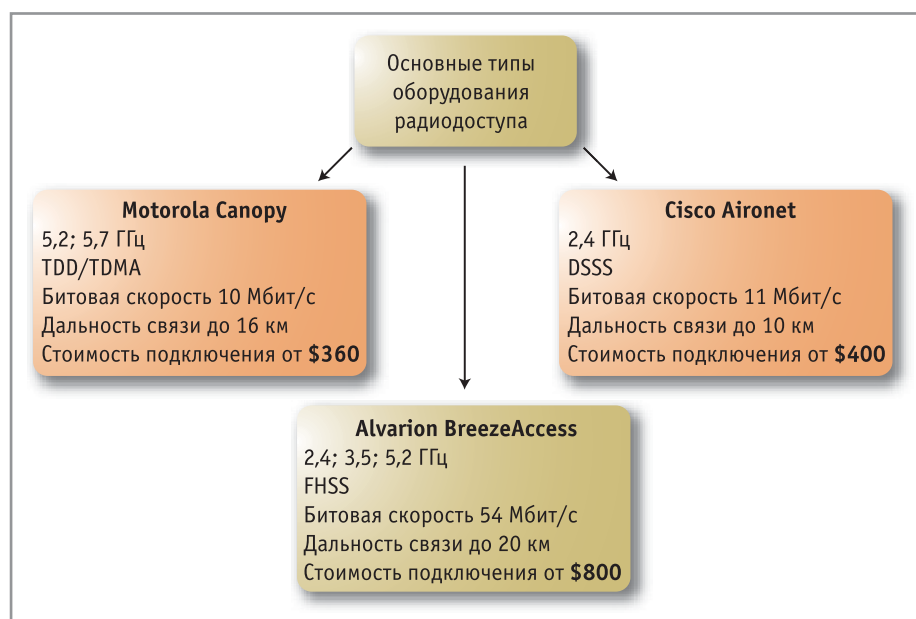 Основные типы
оборудования
радиодоступа
Motorola Canopy
5,2; 5,7 ГГц
TDD/TDMA
Битовая скорость 10 Мбит/с
Дальность связи до 16 км
Стоимость подключения от $360
Cisco Aironet
2,4 ГГц
DSSS
Битовая скорость 11 Мбит/с
Дальность связи до 10 км
Стоимость подключения от $400
Alvarion BreezeAccess
2,4; 3,5; 5,2 ГГц
FHSS
Битовая скорость 54 Мбит/с
Дальность связи до 20 км
Стоимость подключения от $800